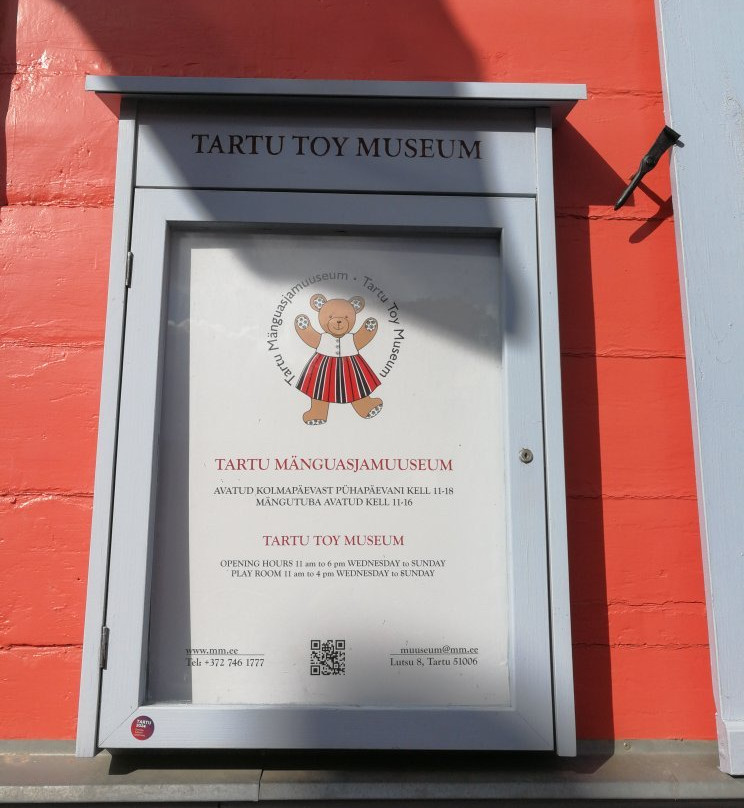 TARTU TOY MUSEUM
Tartu Mänguasjamuuseum · Tartu Toy Museum
TARTU MÄNGUASJAMUUSEUM
AVATUD KOLMAPÄEVAST PÜHAPÄEVANI KELL 11-18
MÄNGUTUBA AVATUD KELL 11-16
TARTU TOY MUSEUM
OPENING HOURS 11 am to 6 pm WEDNESDAY to SUNDAY
PLAY ROOM 11 am to 4 pm WEDNESDAY to SUNDAY
www.mm.ee
Tel: +372 746 1777
muuseum@mm.ee
Lutsu 8, Tartu 51006
TARTU